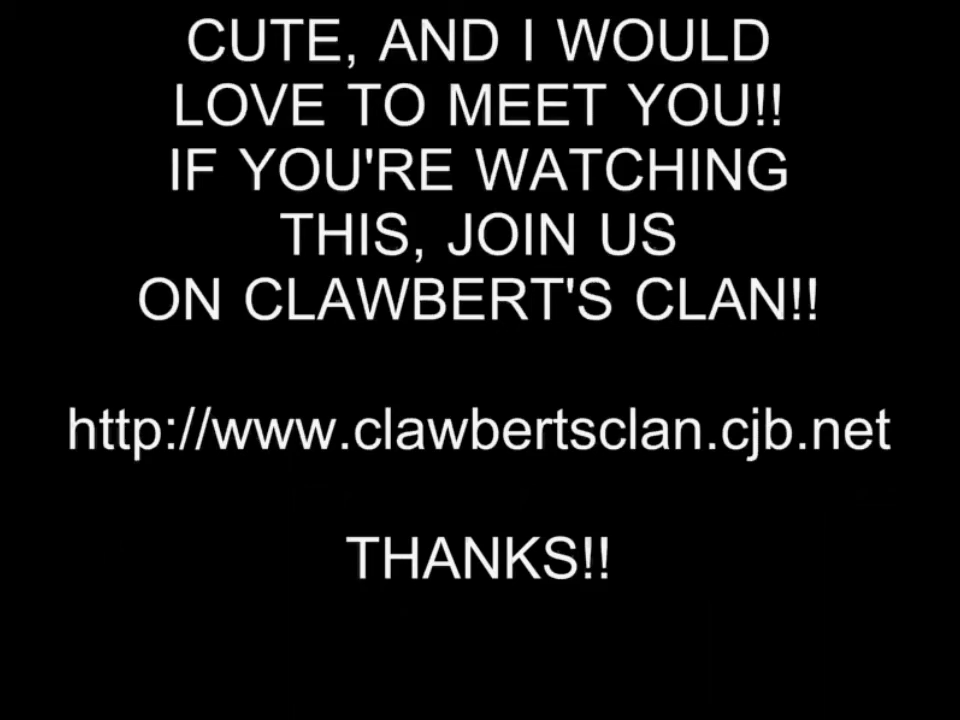 CUTE, AND I WOULD
LOVE TO MEET YOU!!
IF YOU'RE WATCHING
THIS, JOIN US
ON CLAWBERT'S CLAN!!
http://www.clawbertsclan.cjb.net
THANKS!!